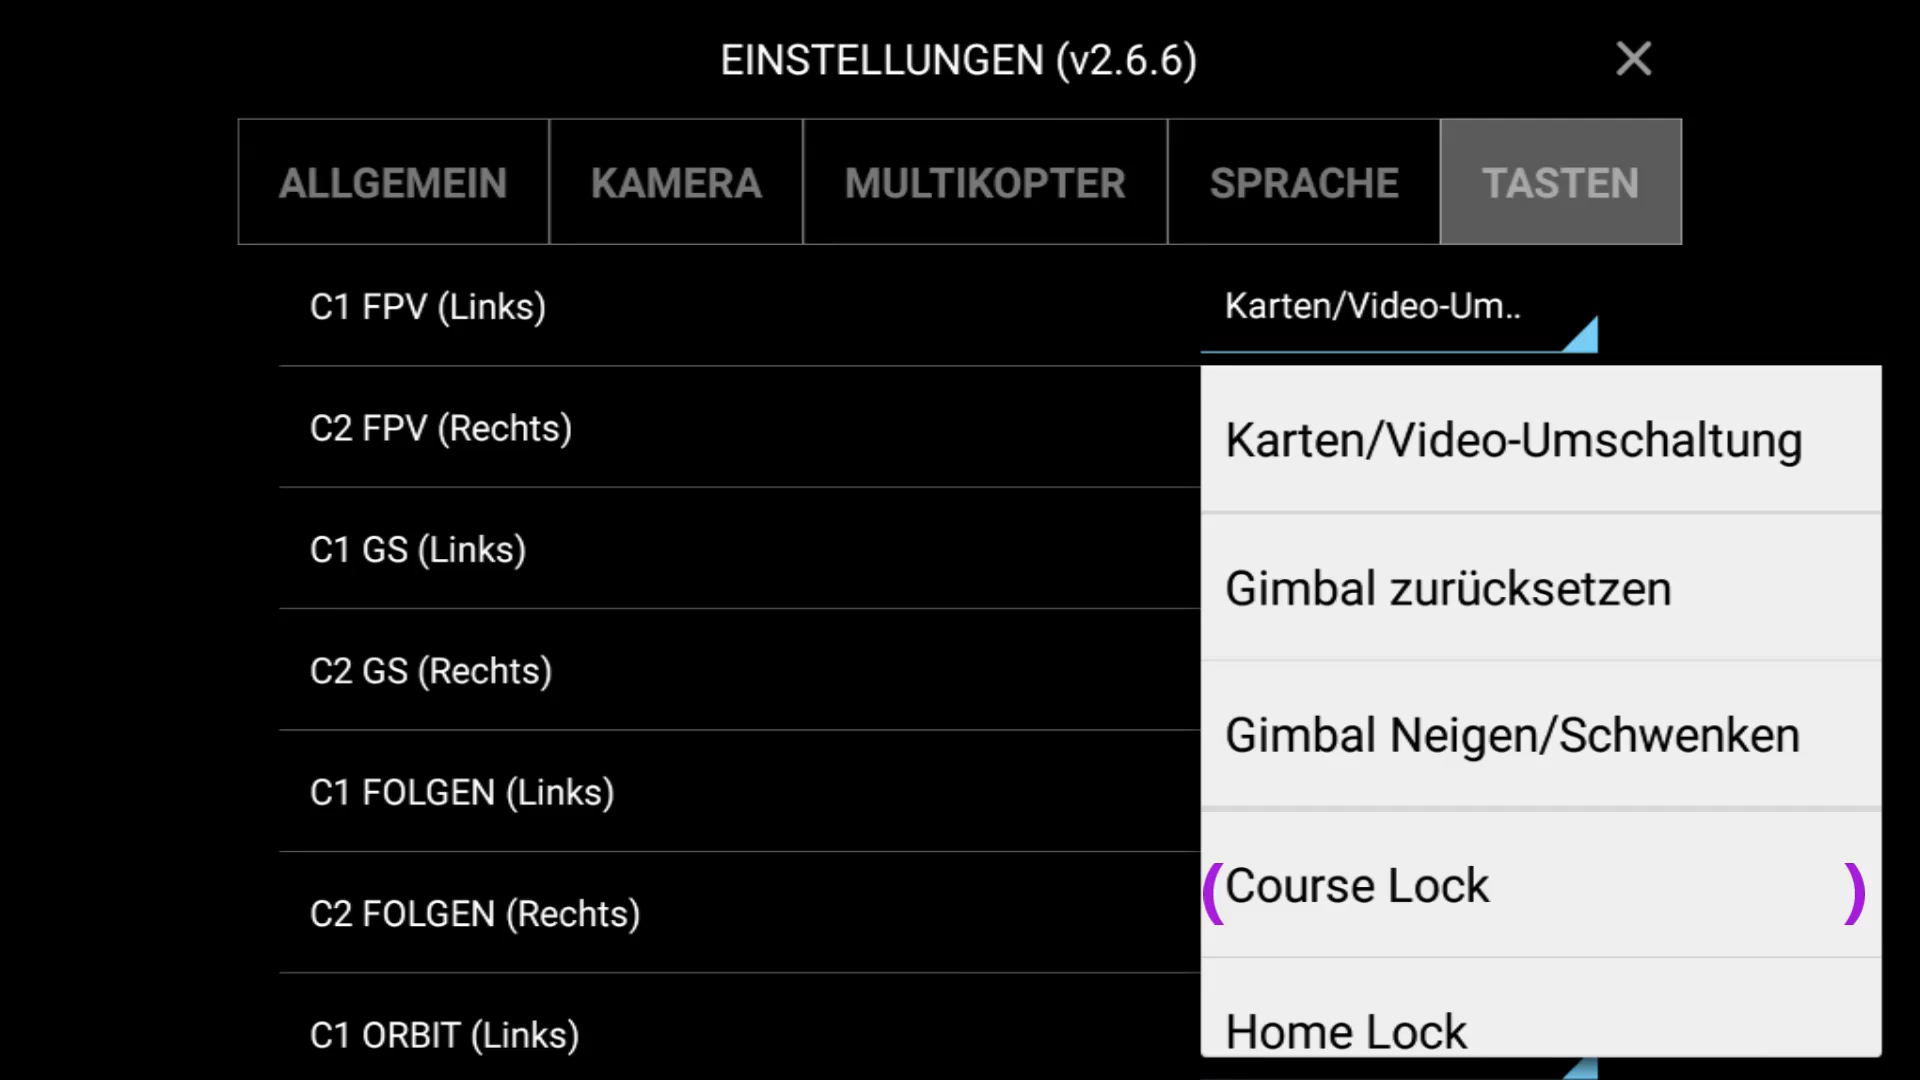 EINSTELLUNGEN (v2.6.6)
ALLGEMEIN KAMERA MULTIKOPTER SPRACHE TASTEN
C1 FPV (Links) Karten/Video-Um..
C2 FPV (Rechts)
C1 GS (Links)
C2 GS (Rechts)
C1 FOLGEN (Links)
C2 FOLGEN (Rechts)
C1 ORBIT (Links)
Karten/Video-Umschaltung
Gimbal zurücksetzen
Gimbal Neigen/Schwenken
(Course Lock )
Home Lock